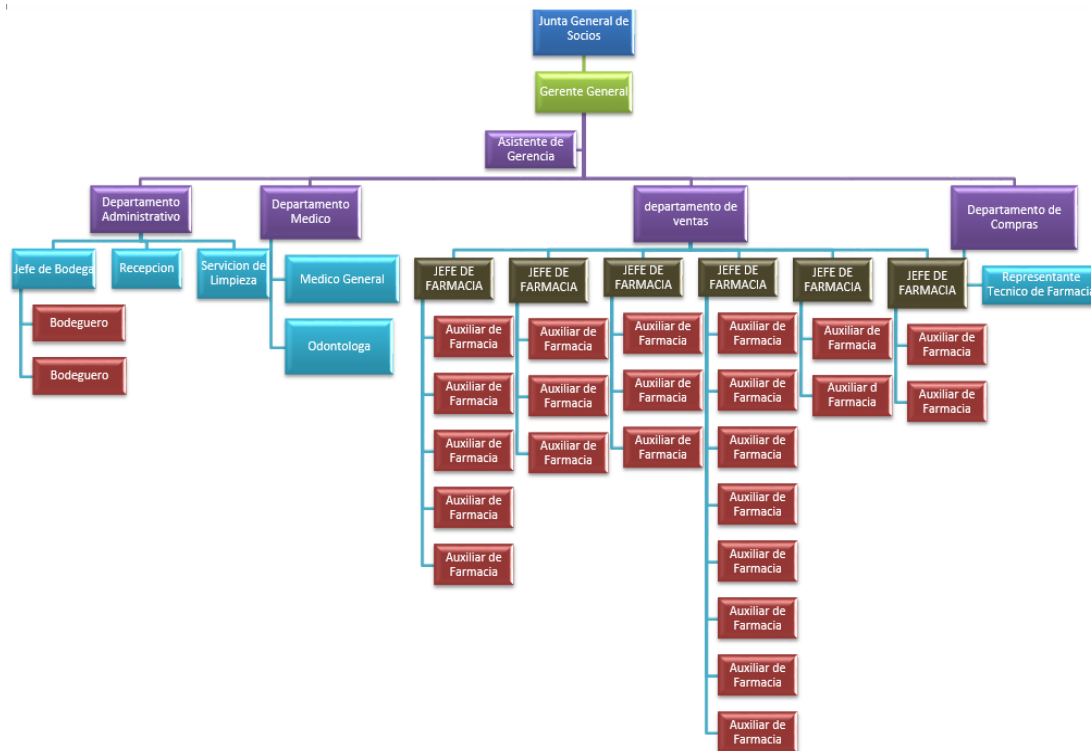 Junta General de
Socios
Gerente General
Asistente de
Gerencia
Departamento
Administrativo
Departamento
Medico
departamento de
ventas
Departamento de
Compras
Jefe de Bodega
Recepcion
Servicion de
Limpieza
Bodeguero
Bodeguero
Medico General
Odontologa
JEFE DE
FARMACIA
Auxiliar de
Farmacia
Auxiliar de
Farmacia
Auxiliar de
Farmacia
Auxiliar de
Farmacia
Auxiliar de
Farmacia
JEFE DE
FARMACIA
Auxiliar de
Farmacia
Auxiliar de
Farmacia
Auxiliar de
Farmacia
JEFE DE
FARMACIA
Auxiliar de
Farmacia
Auxiliar de
Farmacia
Auxiliar de
Farmacia
JEFE DE
FARMACIA
Auxiliar de
Farmacia
Auxiliar de
Farmacia
Auxiliar de
Farmacia
Auxiliar de
Farmacia
Auxiliar de
Farmacia
Auxiliar de
Farmacia
Auxiliar de
Farmacia
Auxiliar de
Farmacia
JEFE DE
FARMACIA
Auxiliar de
Farmacia
Auxiliar d
Farmacia
JEFE DE
FARMACIA
Auxiliar de
Farmacia
Auxiliar de
Farmacia
Representante
Tecnico de Farmacia